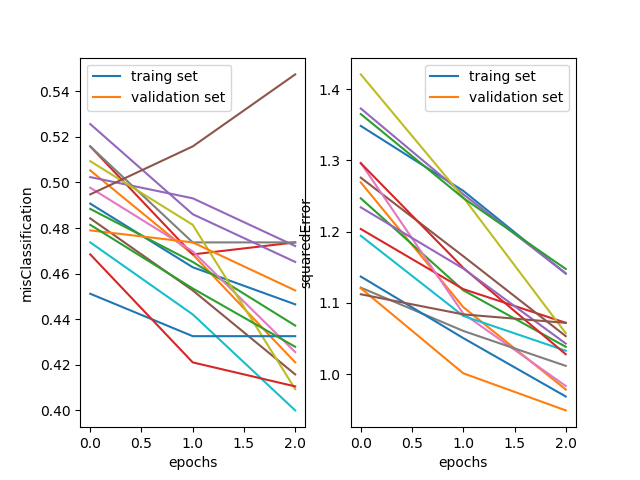 traing set
validation set
misClassification
0.54
0.52
0.50
0.48
0.46
0.44
0.42
0.40
0.0
0.5
1.0
1.5
2.0
epochs
traing set
validation set
squaredError
1.4
1.3
1.2
1.1
1.0
0.0
0.5
1.0
1.5
2.0
epochs